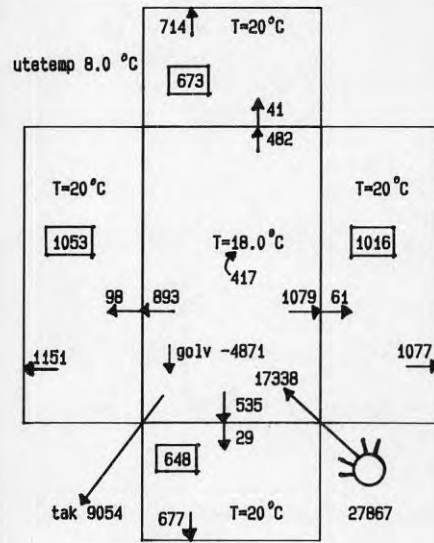 714 T=20°C
utetemp 8.0 °C
673
41
482
T=20°C
T=20°C
1053
T=18.0°C
1016
417
98 893
1079 61
1151
golv -4871
1077
17338
535
29
648
tak 9054
677 T=20°C
27867